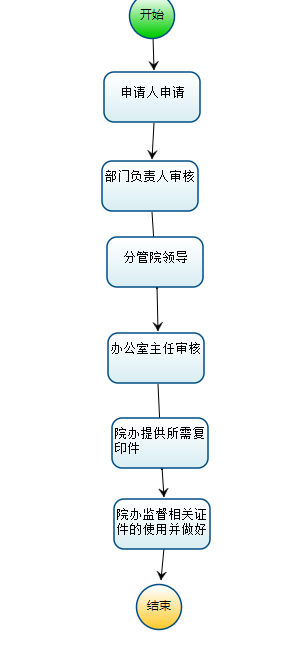 开始
申请人申请
部门负责人审核
分管院领导
办公室主任审核
院办提供所需复
印件
院办监督相关证
件的使用并做好
结束